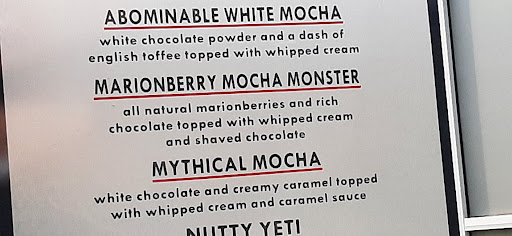 ABOMINABLE WHITE MOCHA
white chocolate powder and a dash of
english toffee topped with whipped cream
MARIONBERRY MOCHA MONSTER
all natural marionberries and rich
chocolate topped with whipped cream
and shaved chocolate
MYTHICAL MOCHA
white chocolate and creamy caramel topped
with whipped cream and caramel sauce
NUTTY YETI